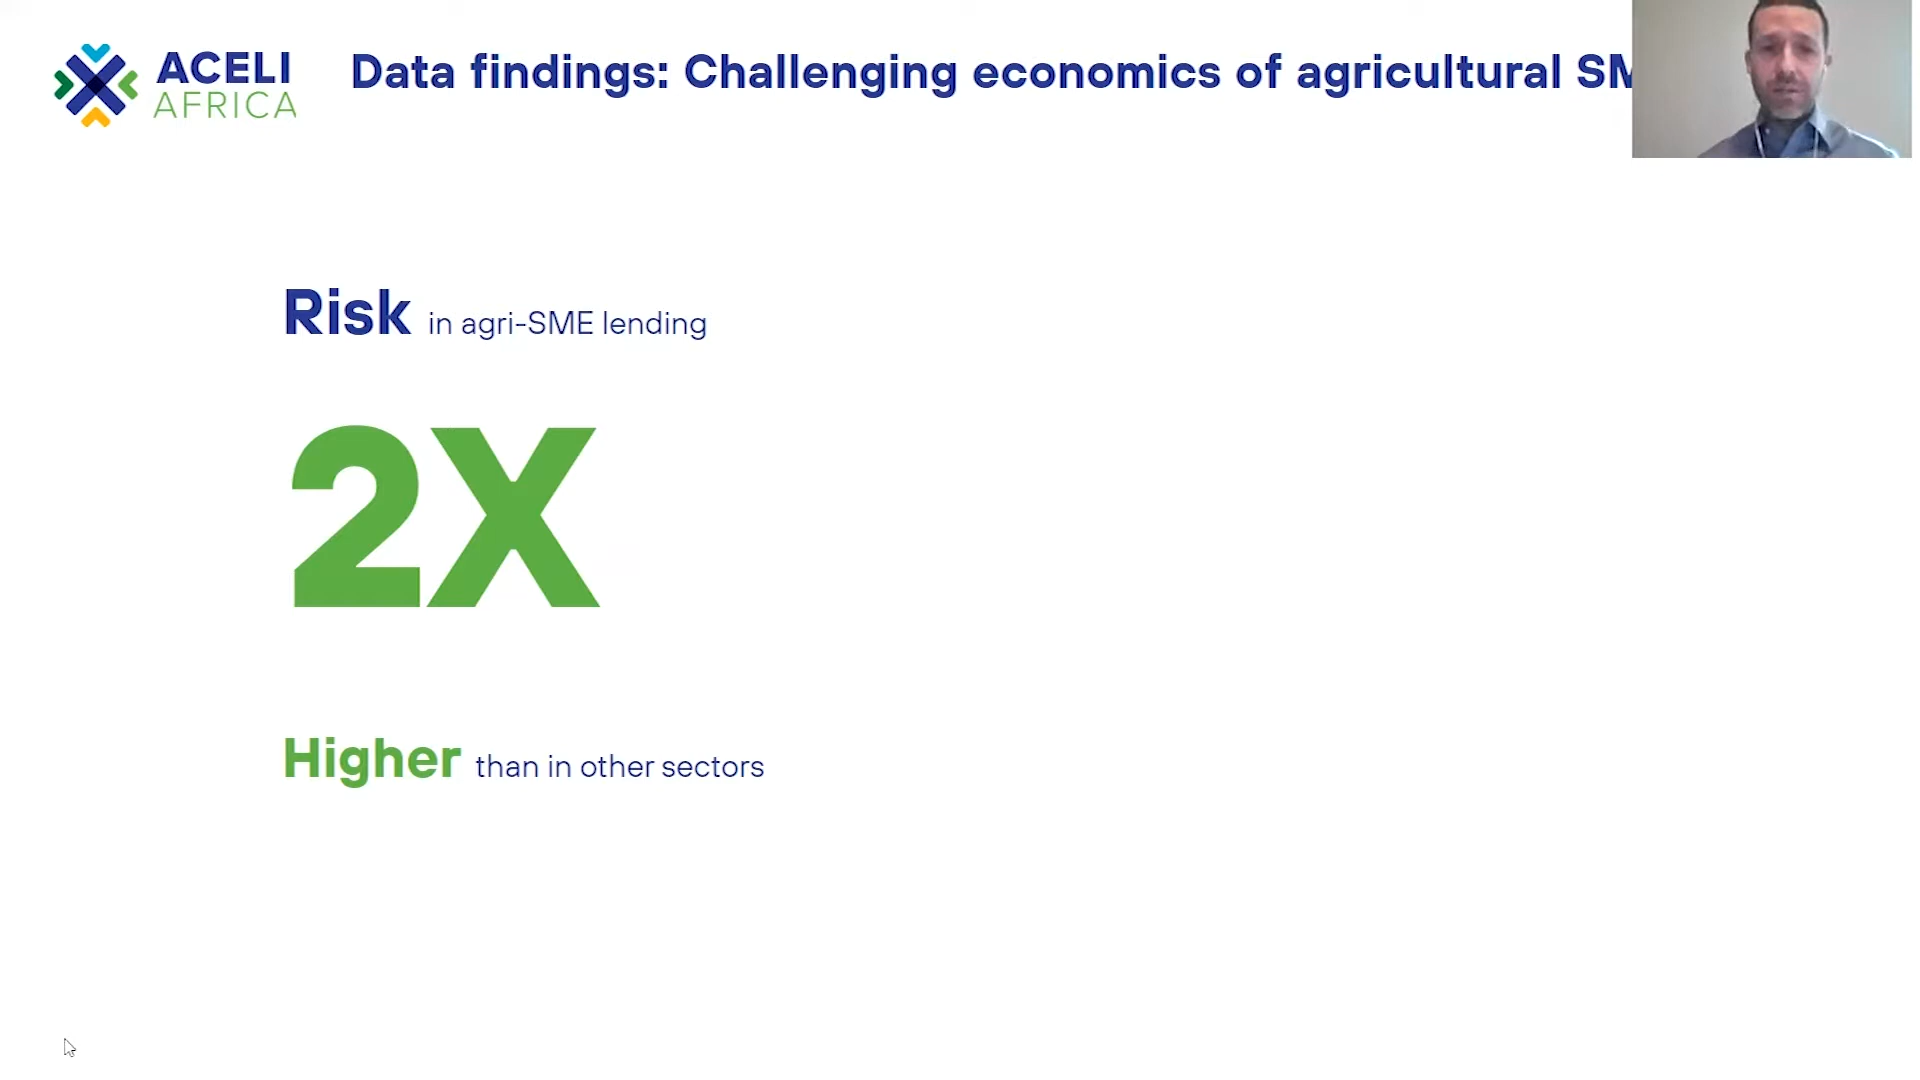 ACELI
AFRICA
Data findings: Challenging economics of agricultural SM
Risk in agri-SME lending
2X
Higher than in other sectors